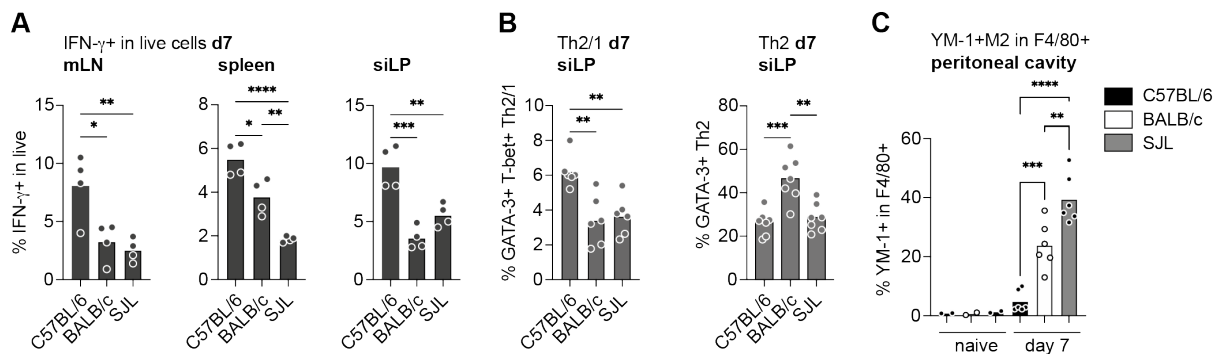 A
IFN-γ+ in live cells d7
mLN
spleen
siLP
% IFN-γ+ in live
15
10
5
0
** 
*
C57BL/6
BALB/c
SJL
8
6
4
2
0
****
**
*
C57BL/6
BALB/c
SJL
15
10
5
0
**
***
C57BL/6
BALB/c
SJL
B
Th2/1 d7
siLP
% GATA-3+ T-bet+ Th2/1
10
8
6
4
2
0
**
**
C57BL/6
BALB/c
SJL
Th2 d7
siLP
% GATA-3+ Th2
80
60
40
20
0
**
***
C57BL/6
BALB/c
SJL
C
YM-1+M2 in F4/80+
peritoneal cavity
% YM-1+ in F4/80+
60
40
20
0
****
**
***
naive
day 7
C57BL/6
BALB/c
SJL